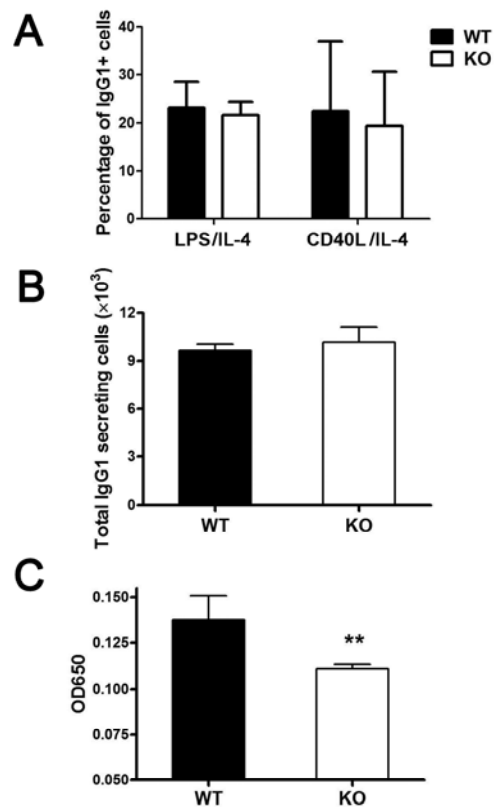 A
Percentage of IgG1+ cells
40
30
20
10
0
LPS/IL-4 CD40L/IL-4
WT
KO
B
Total IgG1 secreting cells (×10³)
12
9
6
3
0
WT KO
C
OD650
0.150
0.125
0.100
0.075
0.050
**
WT KO